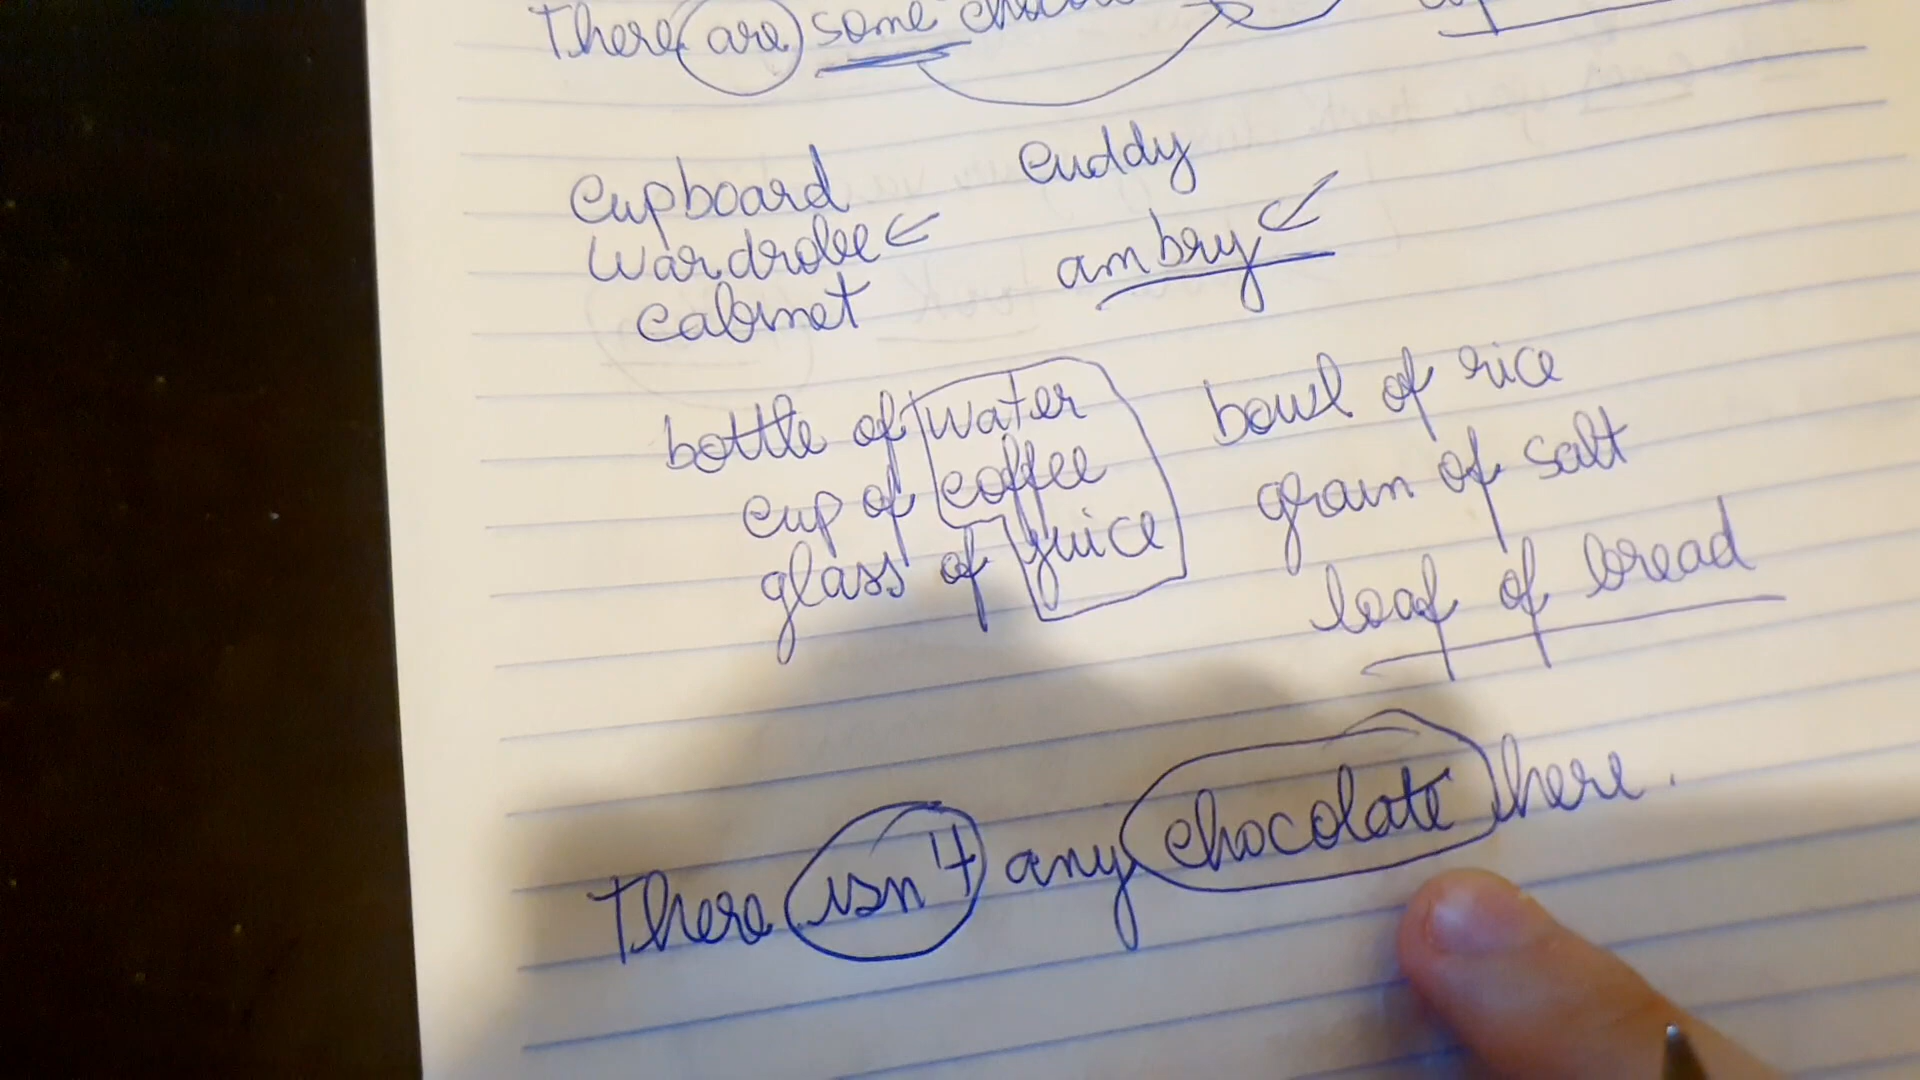 There are some
cupboard
wardrobe
cabinet
cuddy
ambry
bottle of water
cup of coffee
glass of juice
bowl of rice
grain of salt
loaf of bread
There isn't any chocolate here.